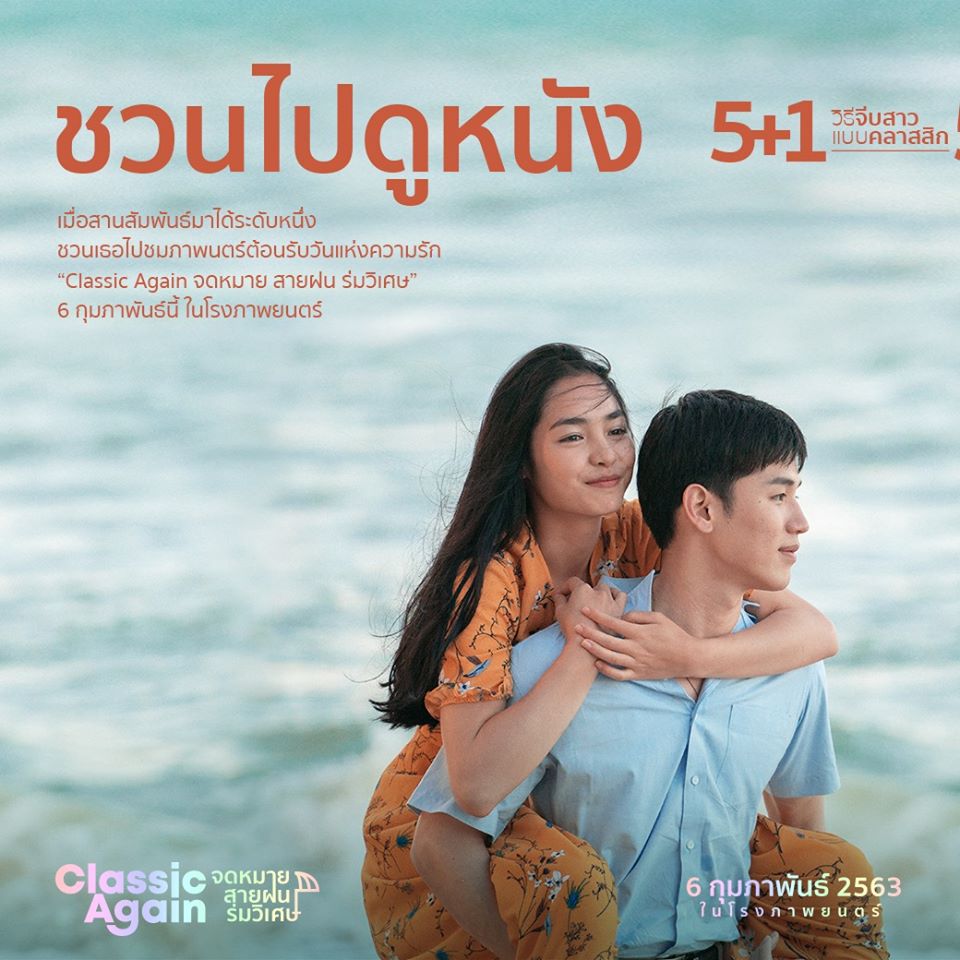 ชวนไปดูหนัง
5+1
วิธีจีบสาว
แบบคลาสสิก
เมื่อสานสัมพันธ์มาได้ระดับหนึ่ง
ชวนเธอไปชมภาพนตร์ต้อนรับวันแห่งความรัก
“Classic Again จดหมาย สายฝน ร่มวิเศษ”
6 กุมภาพันธ์นี้ ในโรงภาพยนตร์
Classic
Again
จดหมาย
สายฝน
ร่มวิเศษ
6 กุมภาพันธ์ 2563
ในโรงภาพยนตร์